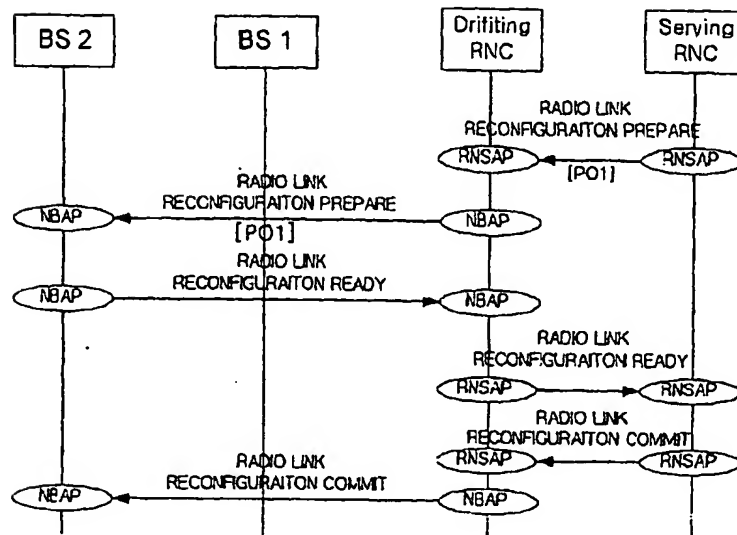 BS 2
BS 1
Drifiting
RNC
Serving
RNC
RADIO LINK
RECONFIGURAITON PREPARE
RNSAP
RNSAP
[PO1]
RADIO LINK
RECONFIGURAITON PREPARE
NBAP
NBAP
[PO1]
RADIO LINK
RECONFIGURAITON READY
NBAP
NBAP
RADIO LINK
RECONFIGURAITON READY
RNSAP
RNSAP
RADIO LINK
RECONFIGURAITON COMMIT
RNSAP
RNSAP
RADIO LINK
RECONFIGURAITON COMMIT
NBAP
NBAP